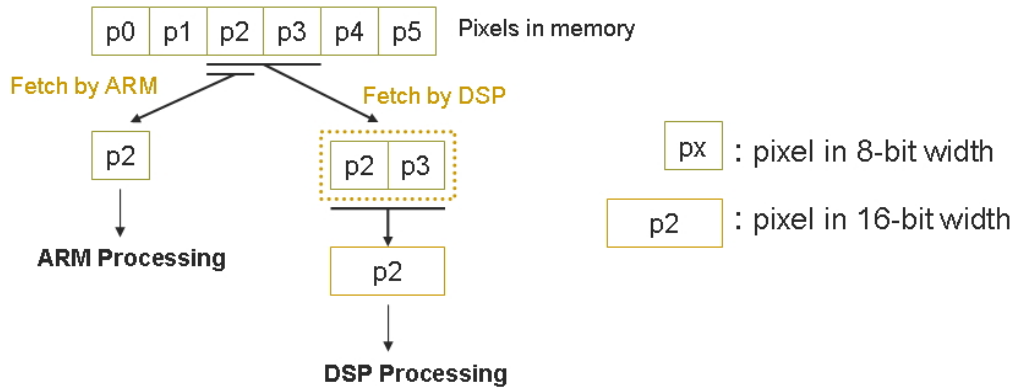 p0 p1 p2 p3 p4 p5 Pixels in memory
Fetch by ARM
Fetch by DSP
p2
p2 p3
px : pixel in 8-bit width
p2 : pixel in 16-bit width
ARM Processing
p2
DSP Processing